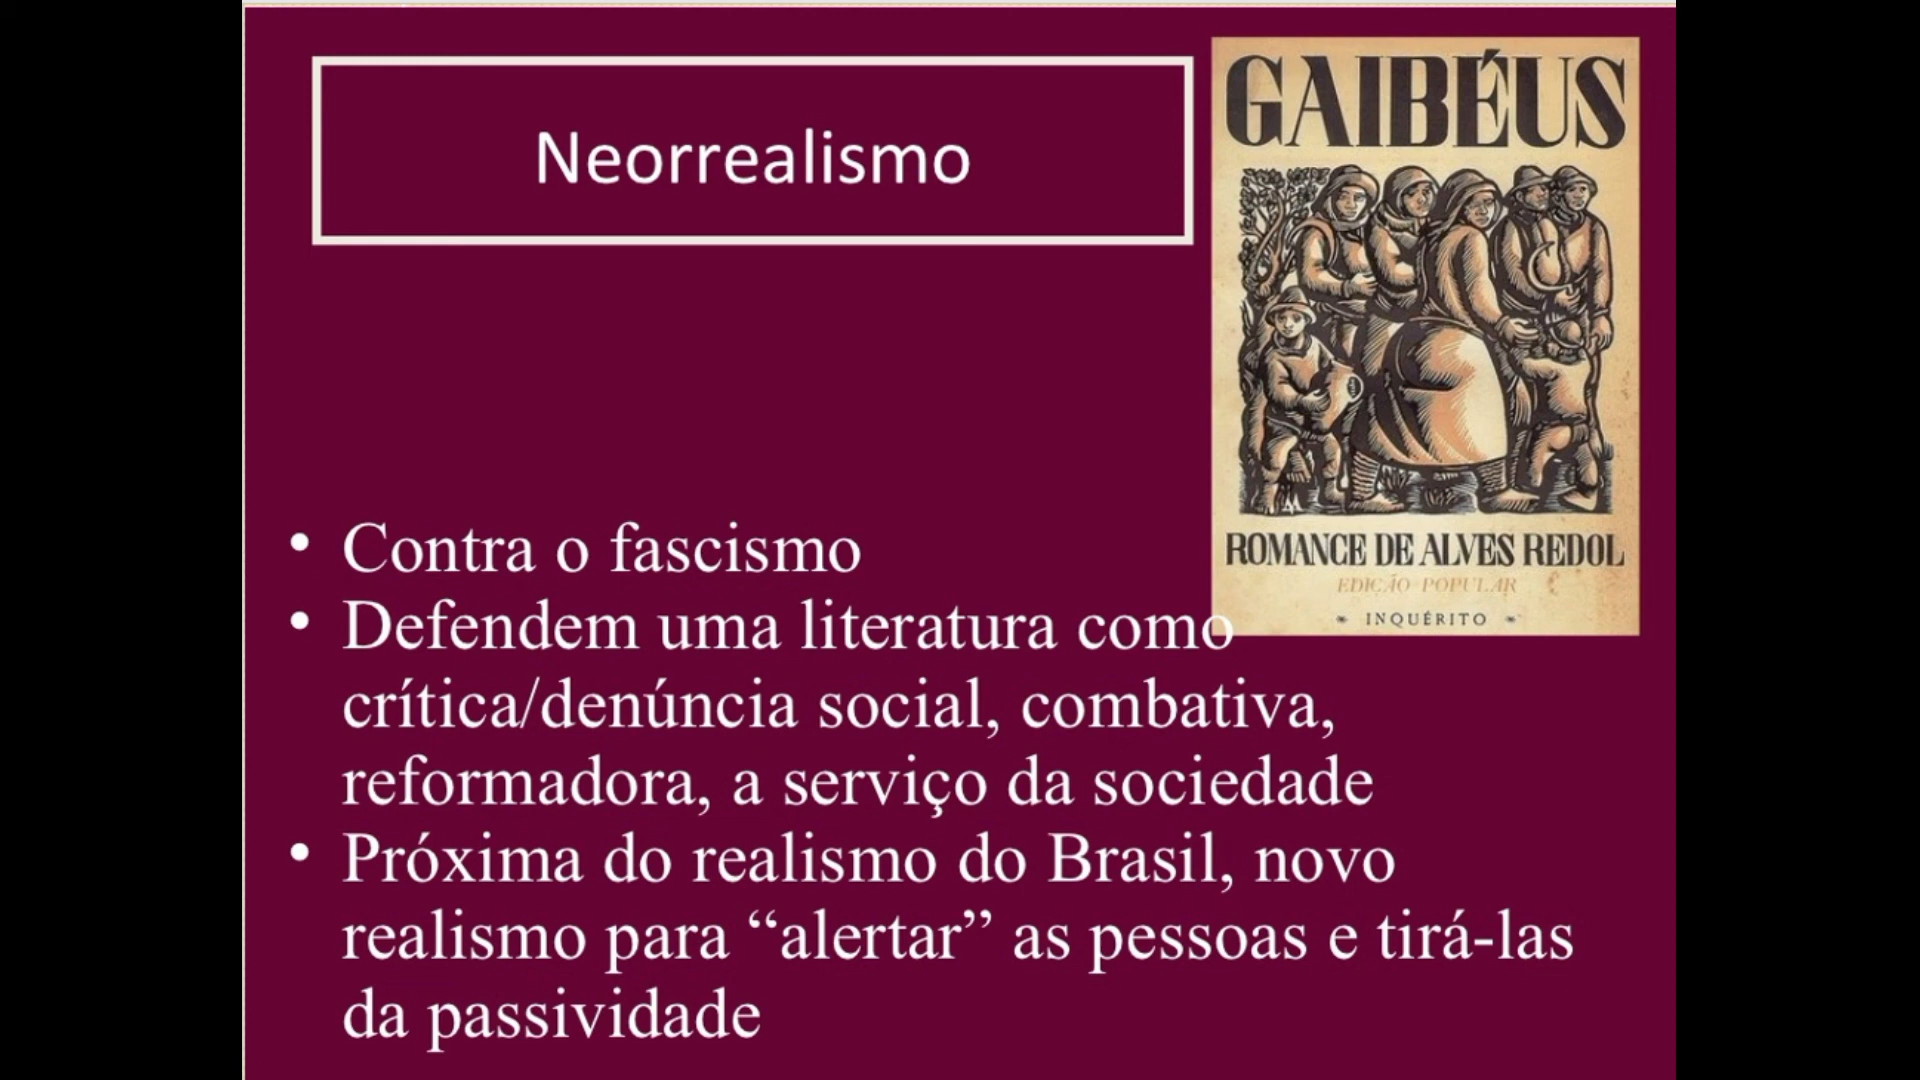 Neorrealismo
GAIBÉUS
ROMANCE DE ALVES REDOL
EDIÇÃO POPULAR
INQUÉRITO
• Contra o fascismo
• Defendem uma literatura como
crítica/denúncia social, combativa,
reformadora, a serviço da sociedade
• Próxima do realismo do Brasil, novo
realismo para “alertar” as pessoas e tirá-las
da passividade